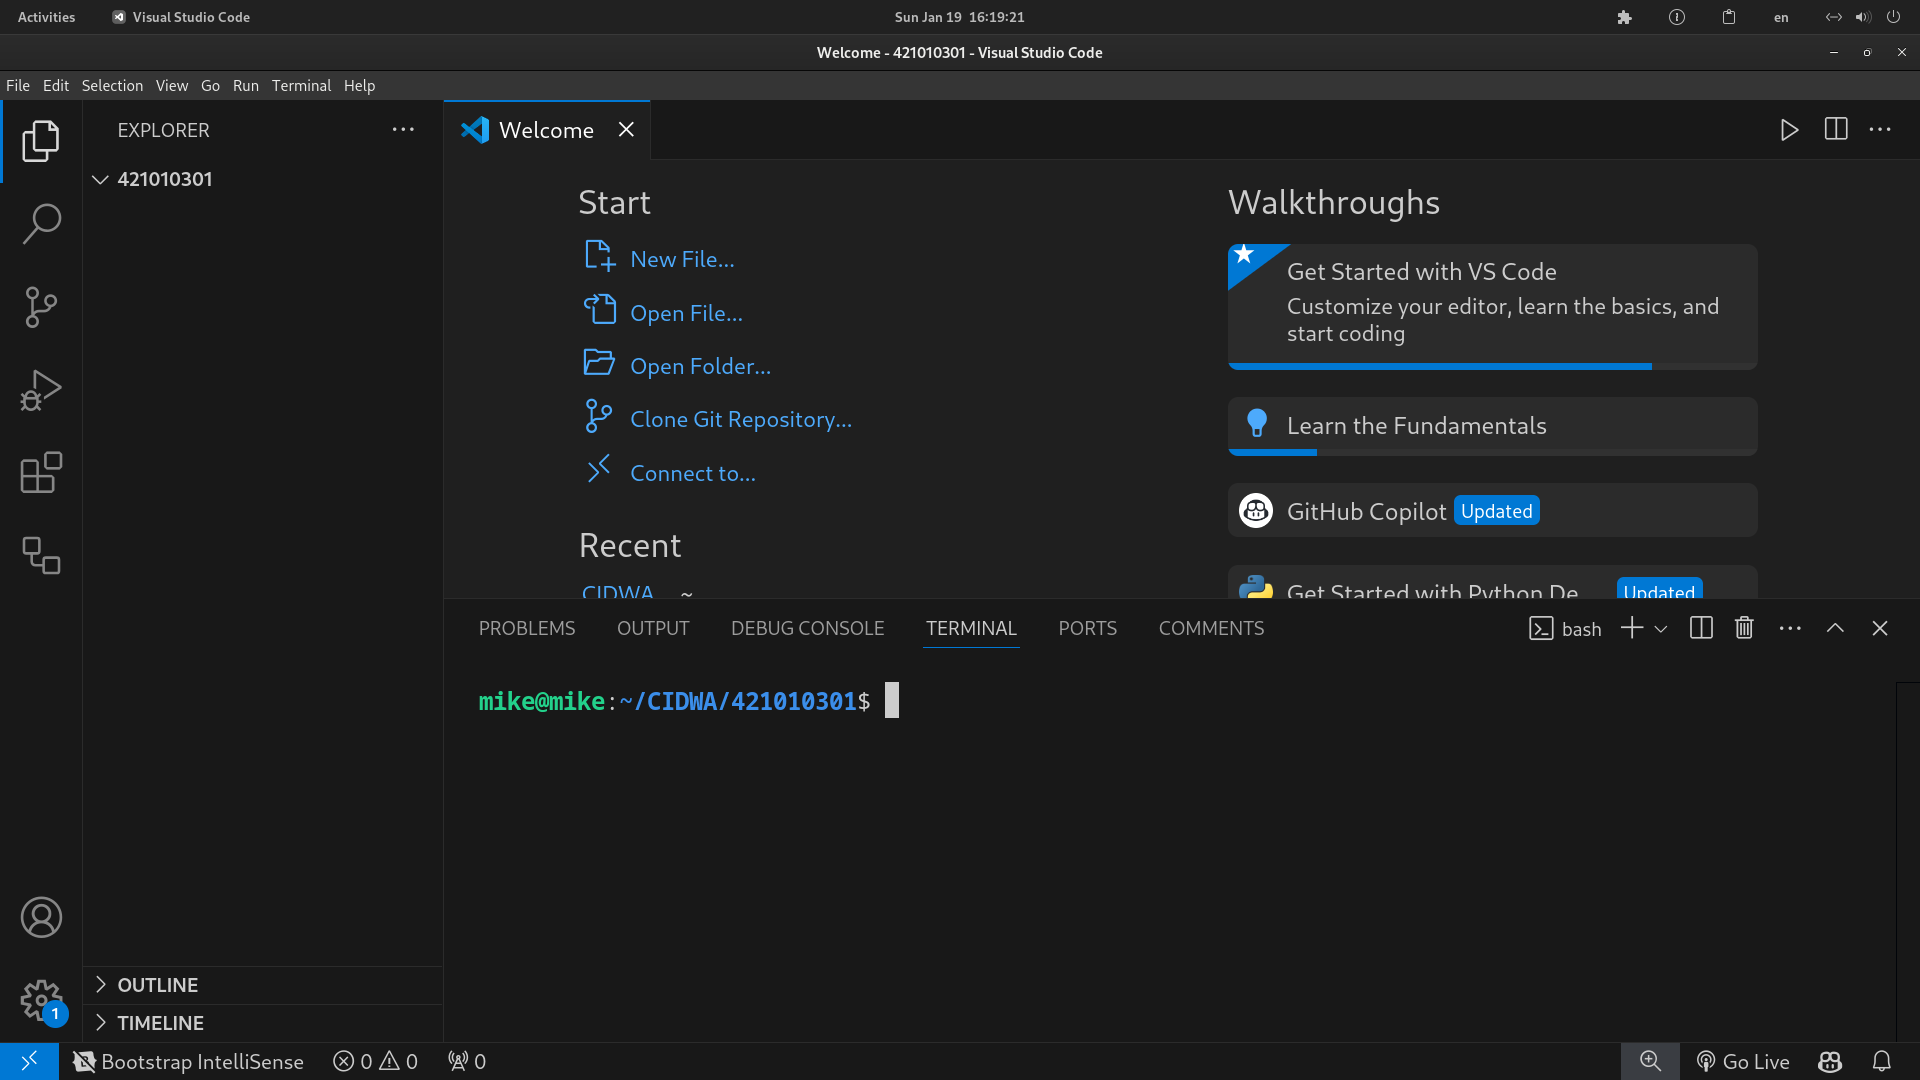 Activities
Visual Studio Code
Sun Jan 19 16:19:21
en
Welcome - 421010301 - Visual Studio Code
File Edit Selection View Go Run Terminal Help
EXPLORER
421010301
OUTLINE
TIMELINE
Welcome
Start
New File...
Open File...
Open Folder...
Clone Git Repository...
Connect to...
Recent
CIDWA ~
Walkthroughs
Get Started with VS Code
Customize your editor, learn the basics, and
start coding
Learn the Fundamentals
GitHub Copilot Updated
Get Started with Python De Updated
PROBLEMS OUTPUT DEBUG CONSOLE TERMINAL PORTS COMMENTS
bash
mike@mike:~/CIDWA/421010301$
1
Bootstrap IntelliSense 0 0 0
Go Live